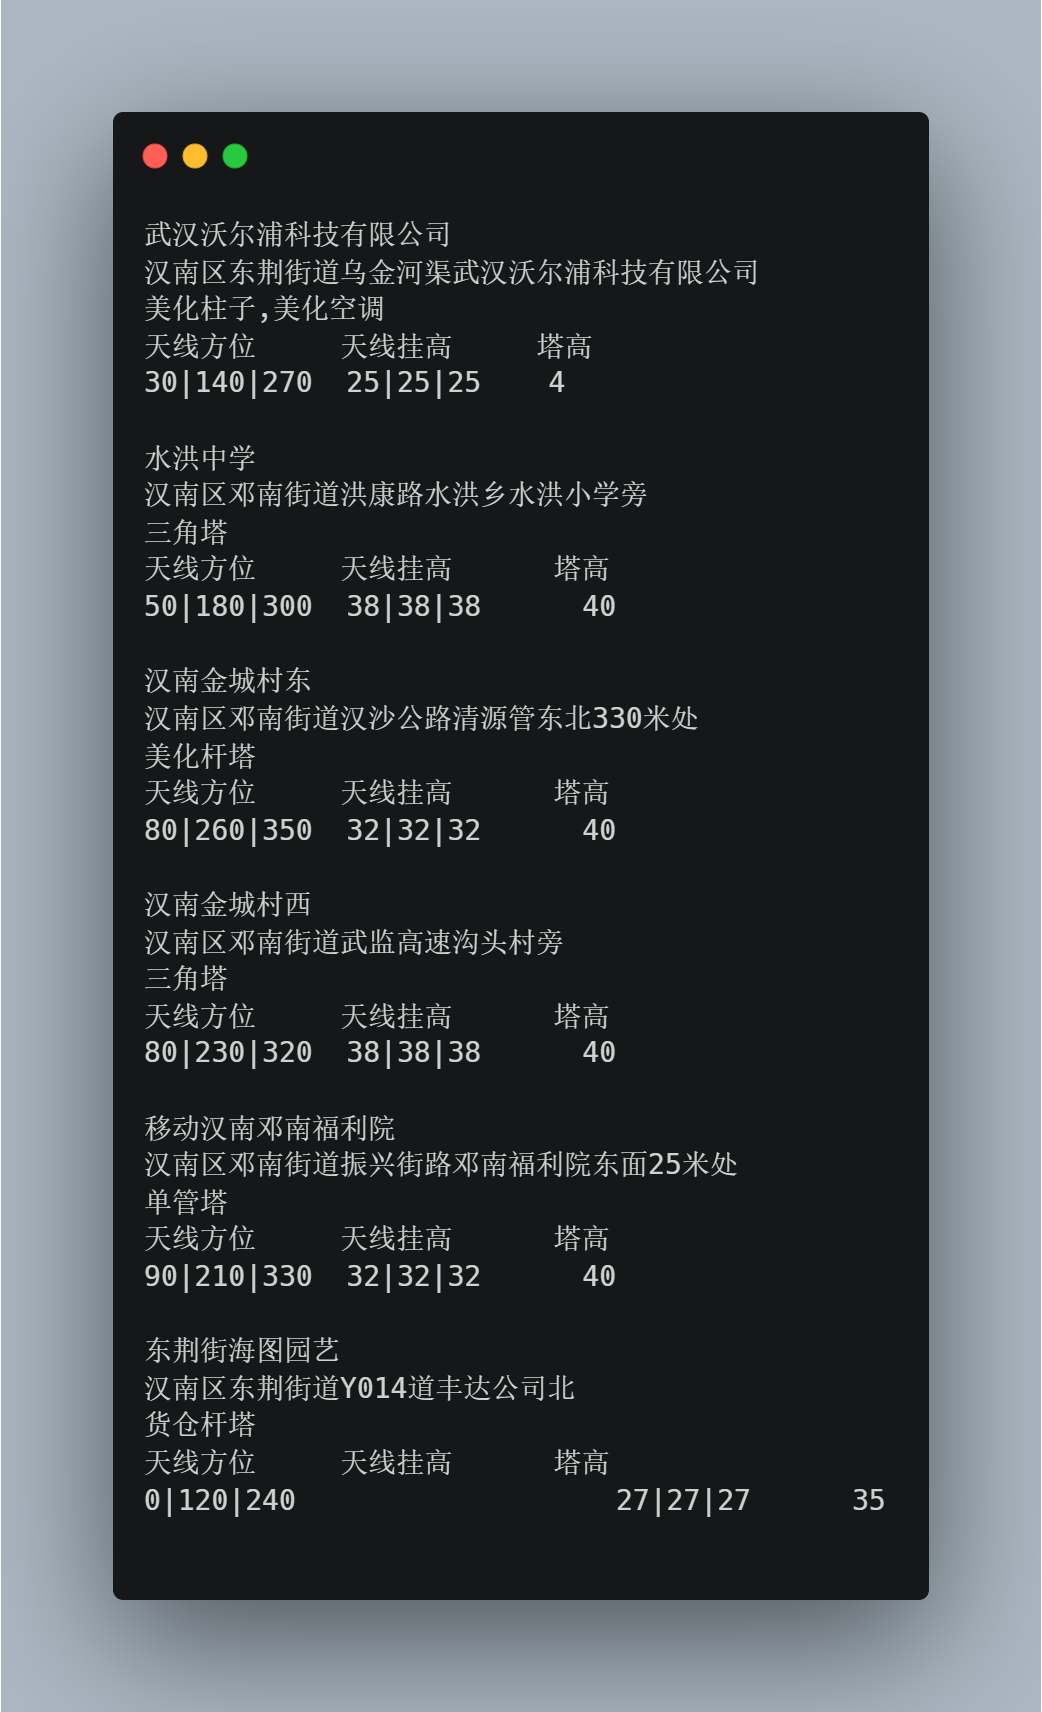 武汉沃尔浦科技有限公司
汉南区东荆街道乌金河渠武汉沃尔浦科技有限公司
美化柱子,美化空调
天线方位 天线挂高 塔高
30|140|270 25|25|25 4
水洪中学
汉南区邓南街道洪康路水洪乡水洪小学旁
三角塔
天线方位 天线挂高 塔高
50|180|300 38|38|38 40
汉南金城村东
汉南区邓南街道汉沙公路清源管东北330米处
美化杆塔
天线方位 天线挂高 塔高
80|260|350 32|32|32 40
汉南金城村西
汉南区邓南街道武监高速沟头村旁
三角塔
天线方位 天线挂高 塔高
80|230|320 38|38|38 40
移动汉南邓南福利院
汉南区邓南街道振兴街路邓南福利院东面25米处
单管塔
天线方位 天线挂高 塔高
90|210|330 32|32|32 40
东荆街海图园艺
汉南区东荆街道Y014道丰达公司北
货仓杆塔
天线方位 天线挂高 塔高
0|120|240 27|27|27 35